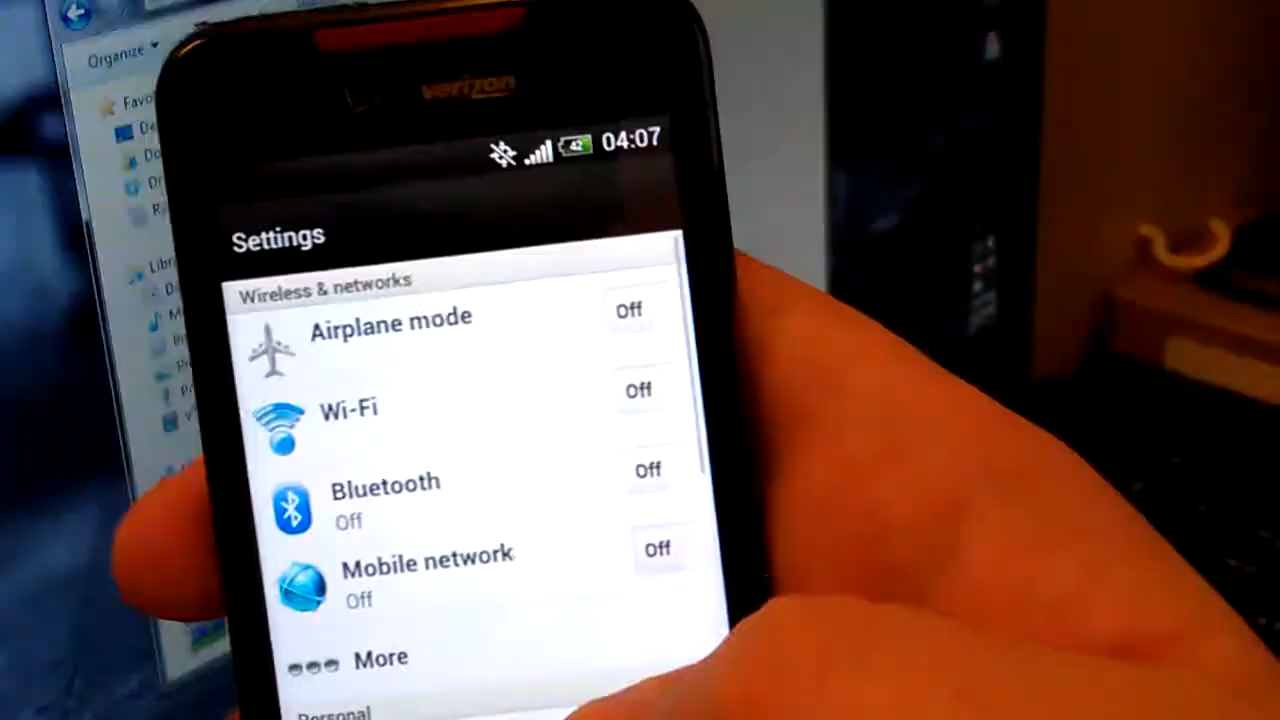 Organize
verizon
42 04:07
Settings
Wireless & networks
Airplane mode Off
Wi-Fi Off
Bluetooth Off
Off
Mobile network Off
Off
More
Personal